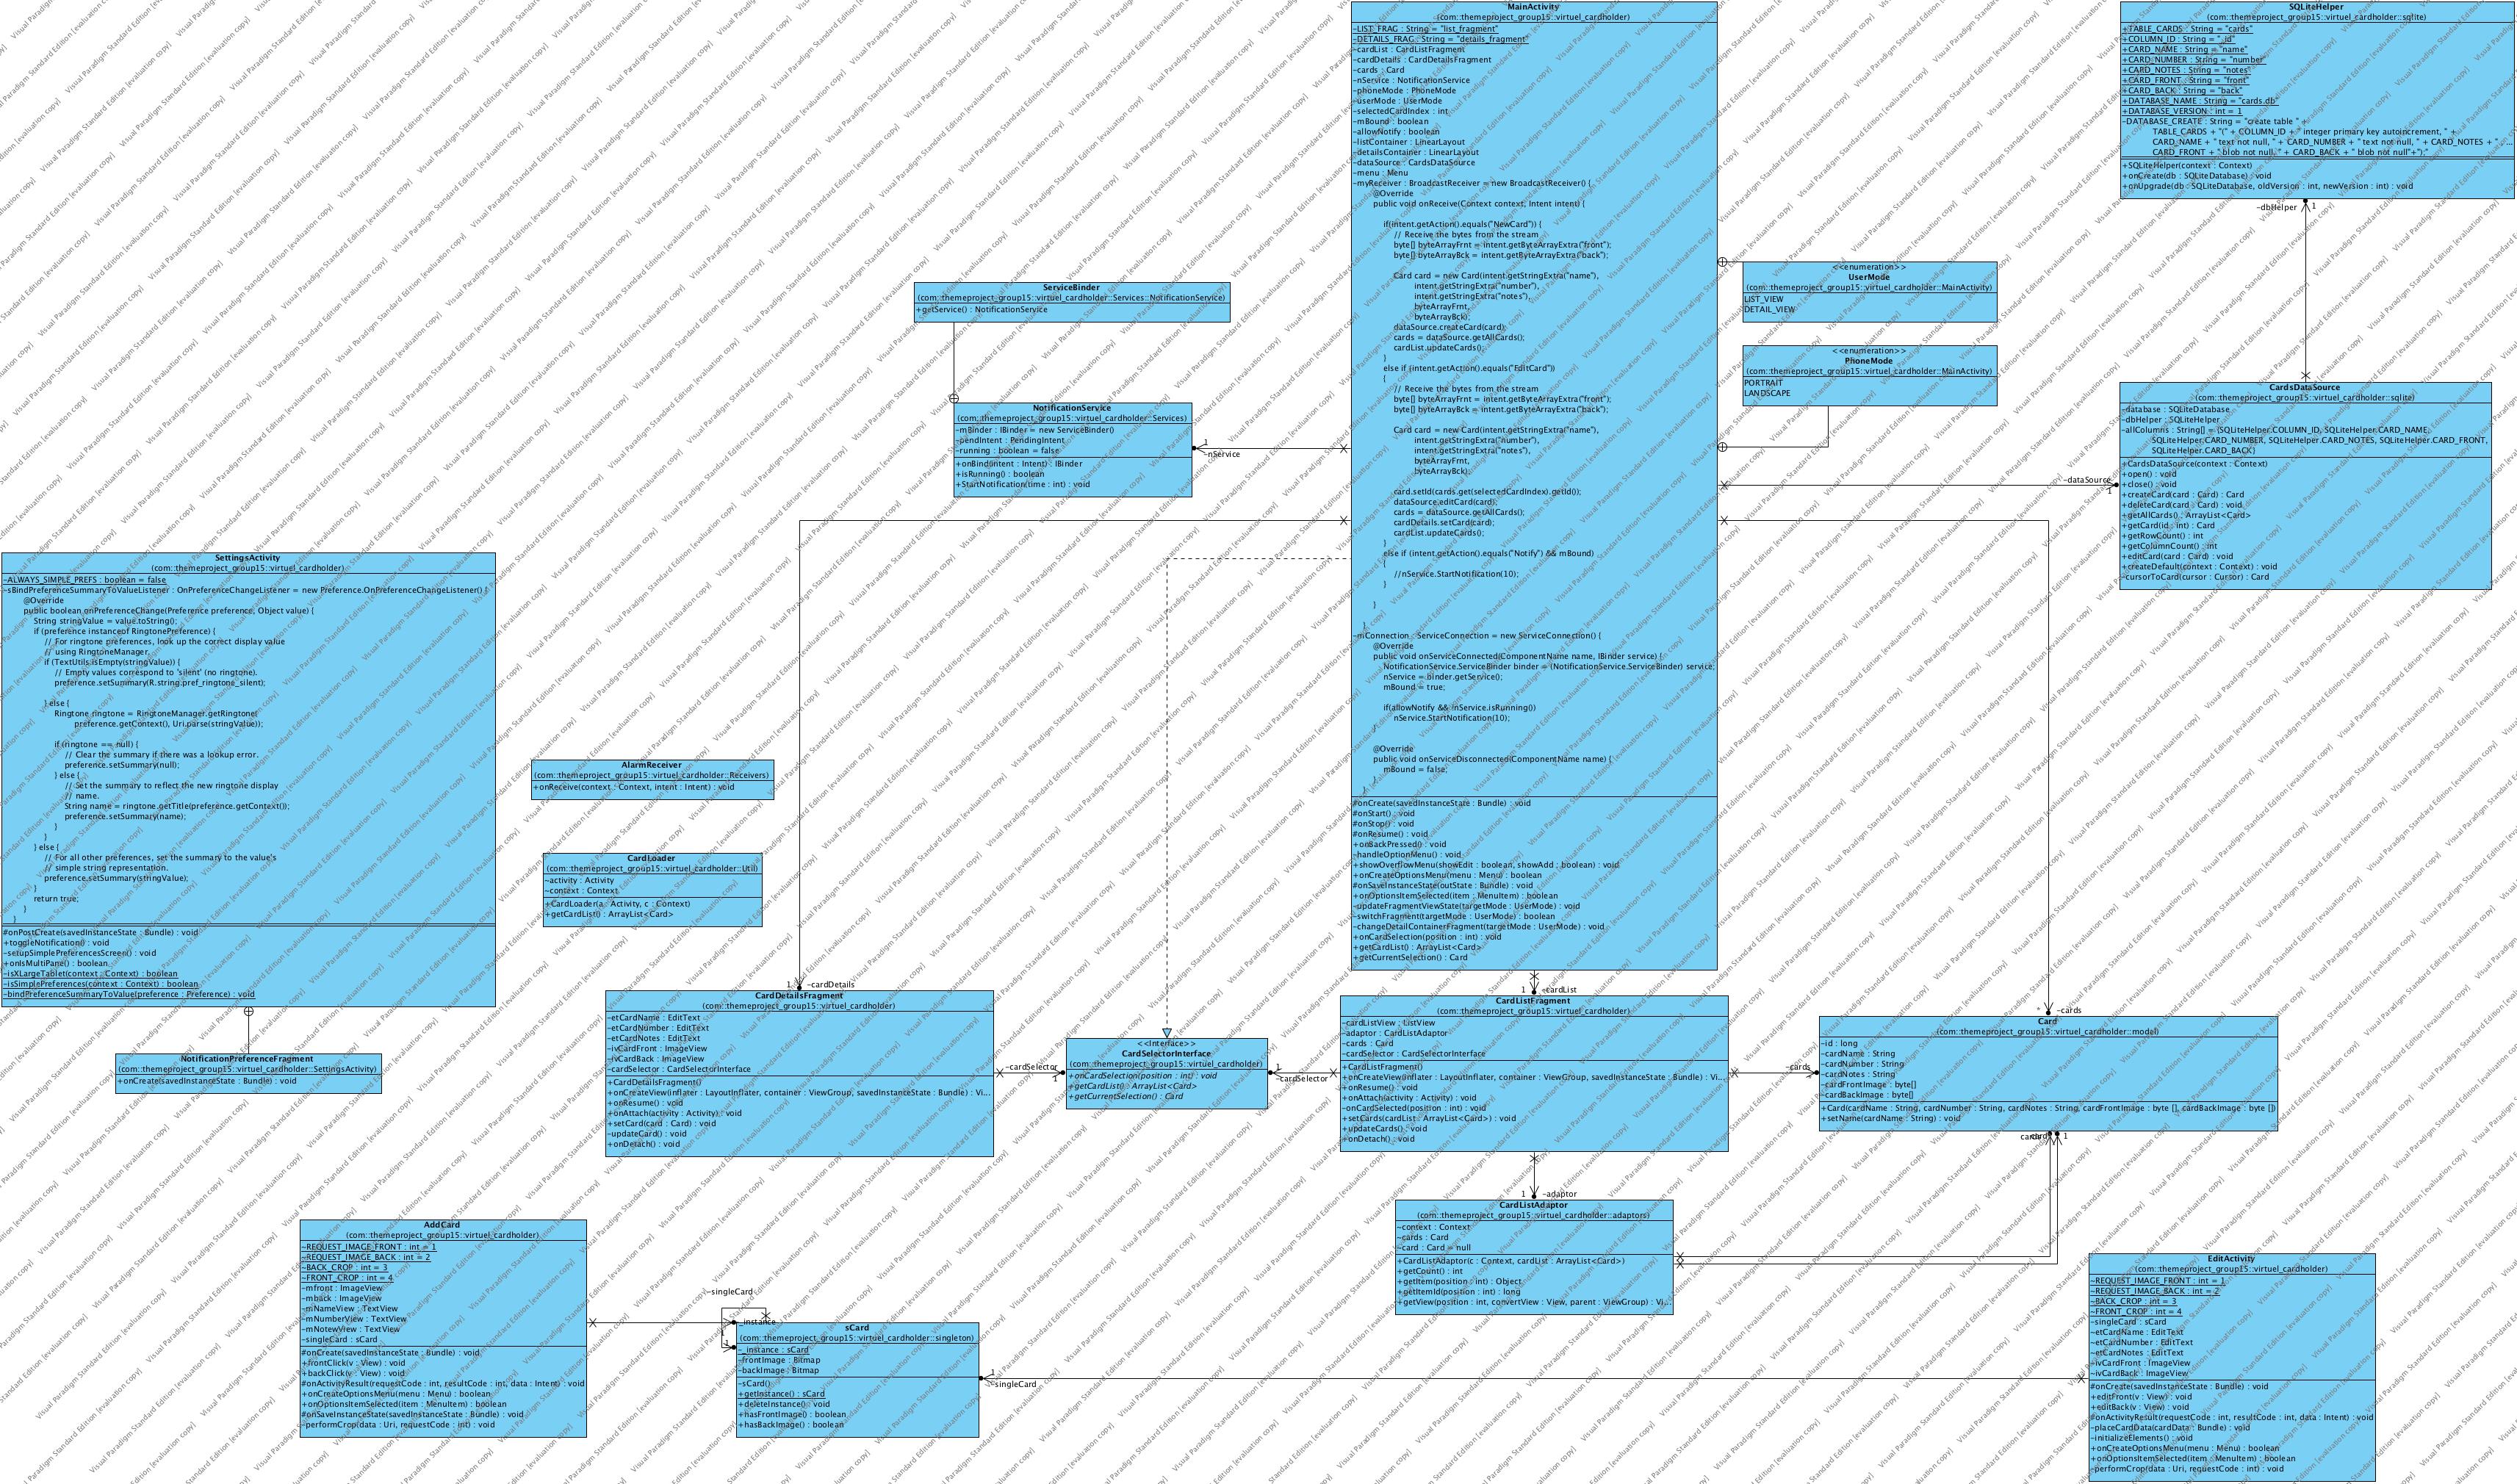 MainActivity
(com::themeproject_group15::virtuel_cardholder)
-LIST_FRAG : String = "list_fragment"
-DETAILS_FRAG : String = "details_fragment"
-cardList : CardListFragment
-cardDetails : CardDetailsFragment
-cards : Card
-nService : NotificationService
-phoneMode : PhoneMode
-userMode : UserMode
-selectedCardIndex : int
-mBound : boolean
-allowNotify : boolean
-listContainer : LinearLayout
-detailsContainer : LinearLayout
-dataSource : CardsDataSource
-menu : Menu
-myReceiver : BroadcastReceiver = new BroadcastReceiver() {
@Override
public void onReceive(Context context, Intent intent) {
if(intent.getAction().equals("NewCard")) {
// Receive the bytes from the stream
byte[] byteArrayFrnt = intent.getByteArrayExtra("front");
byte[] byteArrayBck = intent.getByteArrayExtra("back");
Card card = new Card(intent.getStringExtra("name"),
intent.getStringExtra("number"),
intent.getStringExtra("notes"),
byteArrayFrnt,
byteArrayBck);
dataSource.createCard(card);
cards = dataSource.getAllCards();
cardList.updateCards();
}
else if (intent.getAction().equals("EditCard"))
{
// Receive the bytes from the stream
byte[] byteArrayFrnt = intent.getByteArrayExtra("front");
byte[] byteArrayBck = intent.getByteArrayExtra("back");
Card card = new Card(intent.getStringExtra("name"),
intent.getStringExtra("number"),
intent.getStringExtra("notes"),
byteArrayFrnt,
byteArrayBck);
card.setId(cards.get(selectedCardIndex).getId());
dataSource.editCard(card);
cards = dataSource.getAllCards();
cardDetails.setCard(card);
cardList.updateCards();
}
else if (intent.getAction().equals("Notify") && mBound)
{
//nService.StartNotification(10);
}
}
}
-mConnection : ServiceConnection = new ServiceConnection() {
@Override
public void onServiceConnected(ComponentName name, IBinder service) {
NotificationService.ServiceBinder binder = (NotificationService.ServiceBinder) service;
nService = binder.getService();
mBound = true;
if(allowNotify && !nService.isRunning())
nService.StartNotification(10);
}
@Override
public void onServiceDisconnected(ComponentName name) {
mBound = false;
}
}
#onCreate(savedInstanceState : Bundle) : void
#onStart() : void
#onStop() : void
#onResume() : void
+onBackPressed() : void
-handleOptionMenu() : void
+showOverflowMenu(showEdit : boolean, showAdd : boolean) : void
+onCreateOptionsMenu(menu : Menu) : boolean
#onSaveInstanceState(outState : Bundle) : void
+onOptionsItemSelected(item : MenuItem) : boolean
-updateFragmentViewState(targetMode : UserMode) : void
-switchFragment(targetMode : UserMode) : boolean
-changeDetailContainerFragment(targetMode : UserMode) : void
+onCardSelection(position : int) : void
+getCardList() : ArrayList<Card>
+getCurrentSelection() : Card
SQLiteHelper
(com::themeproject_group15::virtuel_cardholder::sqlite)
+TABLE_CARDS : String = "cards"
+COLUMN_ID : String = "_id"
+CARD_NAME : String = "name"
+CARD_NUMBER : String = "number"
+CARD_NOTES : String = "notes"
+CARD_FRONT : String = "front"
+CARD_BACK : String = "back"
+DATABASE_NAME : String = "cards.db"
+DATABASE_VERSION : int = 1
-DATABASE_CREATE : String = "create table " +
TABLE_CARDS + "(" + COLUMN_ID + " integer primary key autoincrement, " +
CARD_NAME + " text not null, " + CARD_NUMBER + " text not null, " + CARD_NOTES + " ...
CARD_FRONT + " blob not null, " + CARD_BACK + " blob not null"+");"
+SQLiteHelper(context : Context)
+onCreate(db : SQLiteDatabase) : void
+onUpgrade(db : SQLiteDatabase, oldVersion : int, newVersion : int) : void
-dbHelper 1
<<enumeration>>
UserMode
(com::themeproject_group15::virtuel_cardholder::MainActivity)
LIST_VIEW
DETAIL_VIEW
<<enumeration>>
PhoneMode
(com::themeproject_group15::virtuel_cardholder::MainActivity)
PORTRAIT
LANDSCAPE
ServiceBinder
(com::themeproject_group15::virtuel_cardholder::Services::NotificationService)
+getService() : NotificationService
NotificationService
(com::themeproject_group15::virtuel_cardholder::Services)
-mBinder : IBinder = new ServiceBinder()
-pendIntent : PendingIntent
-running : boolean = false
+onBind(intent : Intent) : IBinder
+isRunning() : boolean
+StartNotification(time : int) : void
1
-nService
CardsDataSource
(com::themeproject_group15::virtuel_cardholder::sqlite)
-database : SQLiteDatabase
-dbHelper : SQLiteHelper
-allColumns : String[] = {SQLiteHelper.COLUMN_ID, SQLiteHelper.CARD_NAME,
SQLiteHelper.CARD_NUMBER, SQLiteHelper.CARD_NOTES, SQLiteHelper.CARD_FRONT,
SQLiteHelper.CARD_BACK}
+CardsDataSource(context : Context)
+open() : void
+close() : void
+createCard(card : Card) : Card
+deleteCard(card : Card) : void
+getAllCards() : ArrayList<Card>
+getCard(id : int) : Card
+getRowCount() : int
+getColumnCount() : int
+editCard(card : Card) : void
+createDefault(context : Context) : void
-cursorToCard(cursor : Cursor) : Card
-dataSource
1
SettingsActivity
(com::themeproject_group15::virtuel_cardholder)
-ALWAYS_SIMPLE_PREFS : boolean = false
-sBindPreferenceSummaryToValueListener : OnPreferenceChangeListener = new Preference.OnPreferenceChangeListener() {
@Override
public boolean onPreferenceChange(Preference preference, Object value) {
String stringValue = value.toString();
if (preference instanceof RingtonePreference) {
// For ringtone preferences, look up the correct display value
// using RingtoneManager.
if (TextUtils.isEmpty(stringValue)) {
// Empty values correspond to 'silent' (no ringtone).
preference.setSummary(R.string.pref_ringtone_silent);
} else {
Ringtone ringtone = RingtoneManager.getRingtone(
preference.getContext(), Uri.parse(stringValue));
if (ringtone == null) {
// Clear the summary if there was a lookup error.
preference.setSummary(null);
} else {
// Set the summary to reflect the new ringtone display
// name.
String name = ringtone.getTitle(preference.getContext());
preference.setSummary(name);
}
}
} else {
// For all other preferences, set the summary to the value's
// simple string representation.
preference.setSummary(stringValue);
}
return true;
}
}
#onPostCreate(savedInstanceState : Bundle) : void
+toggleNotification() : void
-setupSimplePreferencesScreen() : void
+onIsMultiPane() : boolean
-isXLargeTablet(context : Context) : boolean
-isSimplePreferences(context : Context) : boolean
-bindPreferenceSummaryToValue(preference : Preference) : void
NotificationPreferenceFragment
(com::themeproject_group15::virtuel_cardholder::SettingsActivity)
+onCreate(savedInstanceState : Bundle) : void
AlarmReceiver
(com::themeproject_group15::virtuel_cardholder::Receivers)
+onReceive(context : Context, intent : Intent) : void
CardLoader
(com::themeproject_group15::virtuel_cardholder::Util)
~activity : Activity
~context : Context
+CardLoader(a : Activity, c : Context)
+getCardList() : ArrayList<Card>
1 -cardDetails
CardDetailsFragment
(com::themeproject_group15::virtuel_cardholder)
-etCardName : EditText
-etCardNumber : EditText
-etCardNotes : EditText
-ivCardFront : ImageView
-ivCardBack : ImageView
-cardSelector : CardSelectorInterface
+CardDetailsFragment()
+onCreateView(inflater : LayoutInflater, container : ViewGroup, savedInstanceState : Bundle) : Vi...
+onResume() : void
+onAttach(activity : Activity) : void
+setCard(card : Card) : void
-updateCard() : void
+onDetach() : void
-cardSelector
1
<<Interface>>
CardSelectorInterface
(com::themeproject_group15::virtuel_cardholder)
+onCardSelection(position : int) : void
+getCardList() : ArrayList<Card>
+getCurrentSelection() : Card
1
-cardSelector
1 -cardList
CardListFragment
(com::themeproject_group15::virtuel_cardholder)
-cardListView : ListView
-adaptor : CardListAdaptor
-cards : Card
-cardSelector : CardSelectorInterface
+CardListFragment()
+onCreateView(inflater : LayoutInflater, container : ViewGroup, savedInstanceState : Bundle) : Vi...
+onResume() : void
+onAttach(activity : Activity) : void
-onCardSelected(position : int) : void
+setCards(cardList : ArrayList<Card>) : void
+updateCards() : void
+onDetach() : void
-cards
* -cards
Card
(com::themeproject_group15::virtuel_cardholder::model)
-id : long
-cardName : String
-cardNumber : String
-cardNotes : String
-cardFrontImage : byte[]
-cardBackImage : byte[]
+Card(cardName : String, cardNumber : String, cardNotes : String, cardFrontImage : byte [], cardBackImage : byte [])
+setName(cardName : String) : void
1
1 -adaptor
CardListAdaptor
(com::themeproject_group15::virtuel_cardholder::adaptors)
~context : Context
~cards : Card
~card : Card = null
+CardListAdaptor(c : Context, cardList : ArrayList<Card>)
+getCount() : int
+getItem(position : int) : Object
+getItemId(position : int) : long
+getView(position : int, convertView : View, parent : ViewGroup) : Vi...
AddCard
(com::themeproject_group15::virtuel_cardholder)
~REQUEST_IMAGE_FRONT : int = 1
~REQUEST_IMAGE_BACK : int = 2
~BACK_CROP : int = 3
~FRONT_CROP : int = 4
-mfront : ImageView
-mback : ImageView
-mNameView : TextView
-mNumberView : TextView
-mNotewView : TextView
-singleCard : sCard
#onCreate(savedInstanceState : Bundle) : void
+frontClick(v : View) : void
+backClick(v : View) : void
#onActivityResult(requestCode : int, resultCode : int, data : Intent) : void
+onCreateOptionsMenu(menu : Menu) : boolean
+onOptionsItemSelected(item : MenuItem) : boolean
#onSaveInstanceState(savedInstanceState : Bundle) : void
-performCrop(data : Uri, requestCode : int) : void
-singleCard
-_instance
1
sCard
(com::themeproject_group15::virtuel_cardholder::singleton)
-_instance : sCard
-frontImage : Bitmap
-backImage : Bitmap
-sCard()
+getInstance() : sCard
+deleteInstance() : void
+hasFrontImage() : boolean
+hasBackImage() : boolean
1
-singleCard
EditActivity
(com::themeproject_group15::virtuel_cardholder)
~REQUEST_IMAGE_FRONT : int = 1
~REQUEST_IMAGE_BACK : int = 2
~BACK_CROP : int = 3
~FRONT_CROP : int = 4
-singleCard : sCard
-etCardName : EditText
-etCardNumber : EditText
-etCardNotes : EditText
-ivCardFront : ImageView
-ivCardBack : ImageView
#onCreate(savedInstanceState : Bundle) : void
+editFront(v : View) : void
+editBack(v : View) : void
#onActivityResult(requestCode : int, resultCode : int, data : Intent) : void
-placeCardData(cardData : Bundle) : void
-initializeElements() : void
+onCreateOptionsMenu(menu : Menu) : boolean
+onOptionsItemSelected(item : MenuItem) : boolean
-performCrop(data : Uri, requestCode : int) : void
Visual Paradigm Standard Edition [evaluation copy]